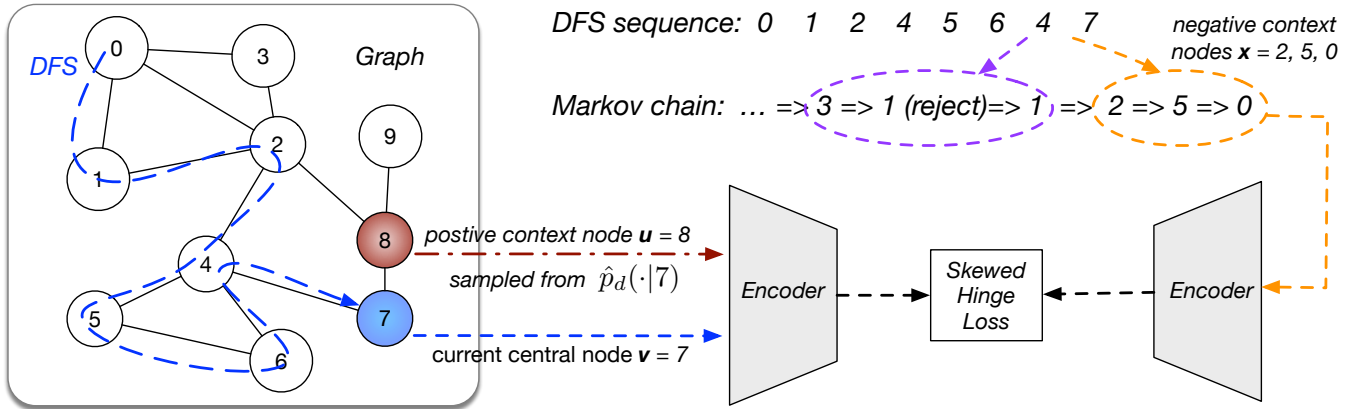 DFS sequence: 0 1 2 4 5 6 4 7
negative context
nodes x = 2, 5, 0
Markov chain: ... => 3 => 1 (reject)=> 1 => 2 => 5 => 0
DFS
Graph
0
3
2
9
1
8
4
7
5
6
postive context node u = 8
sampled from p̂_d(·|7)
current central node v = 7
Encoder
Skewed
Hinge
Loss
Encoder